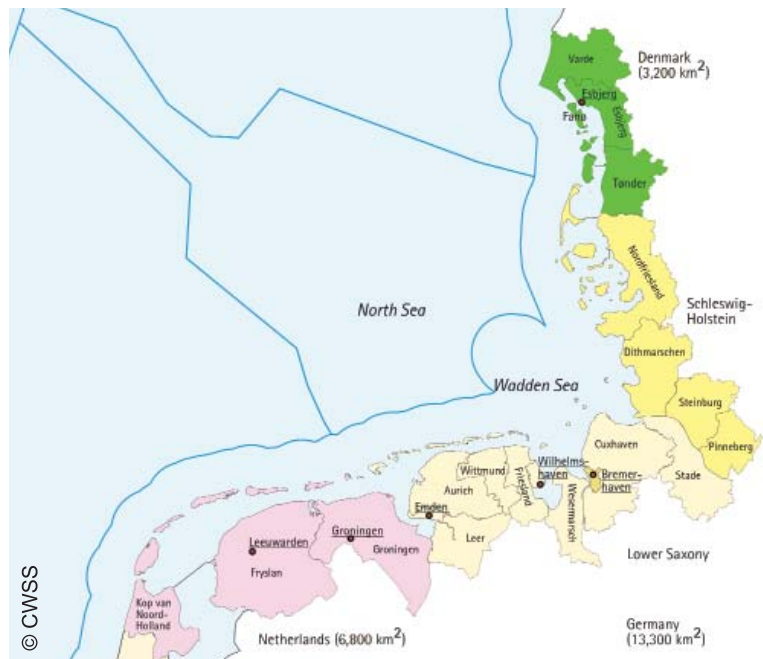 Varde
Denmark
(3,200 km²)
Esbjerg
Fanø
Esbjerg
Tønder
Nordfriesland
North Sea
Schleswig-
Holstein
Dithmarschen
Wadden Sea
Steinburg
Pinneberg
Cuxhaven
Stade
Wilhelms-
haven
Bremer-
haven
Wittmund
Friesland
Aurich
Wesermarsch
Emden
Leer
Groningen
Groningen
Leeuwarden
Fryslan
Lower Saxony
Kop van
Noord-
Holland
Netherlands (6,800 km²)
Germany
(13,300 km²)
© CWSS